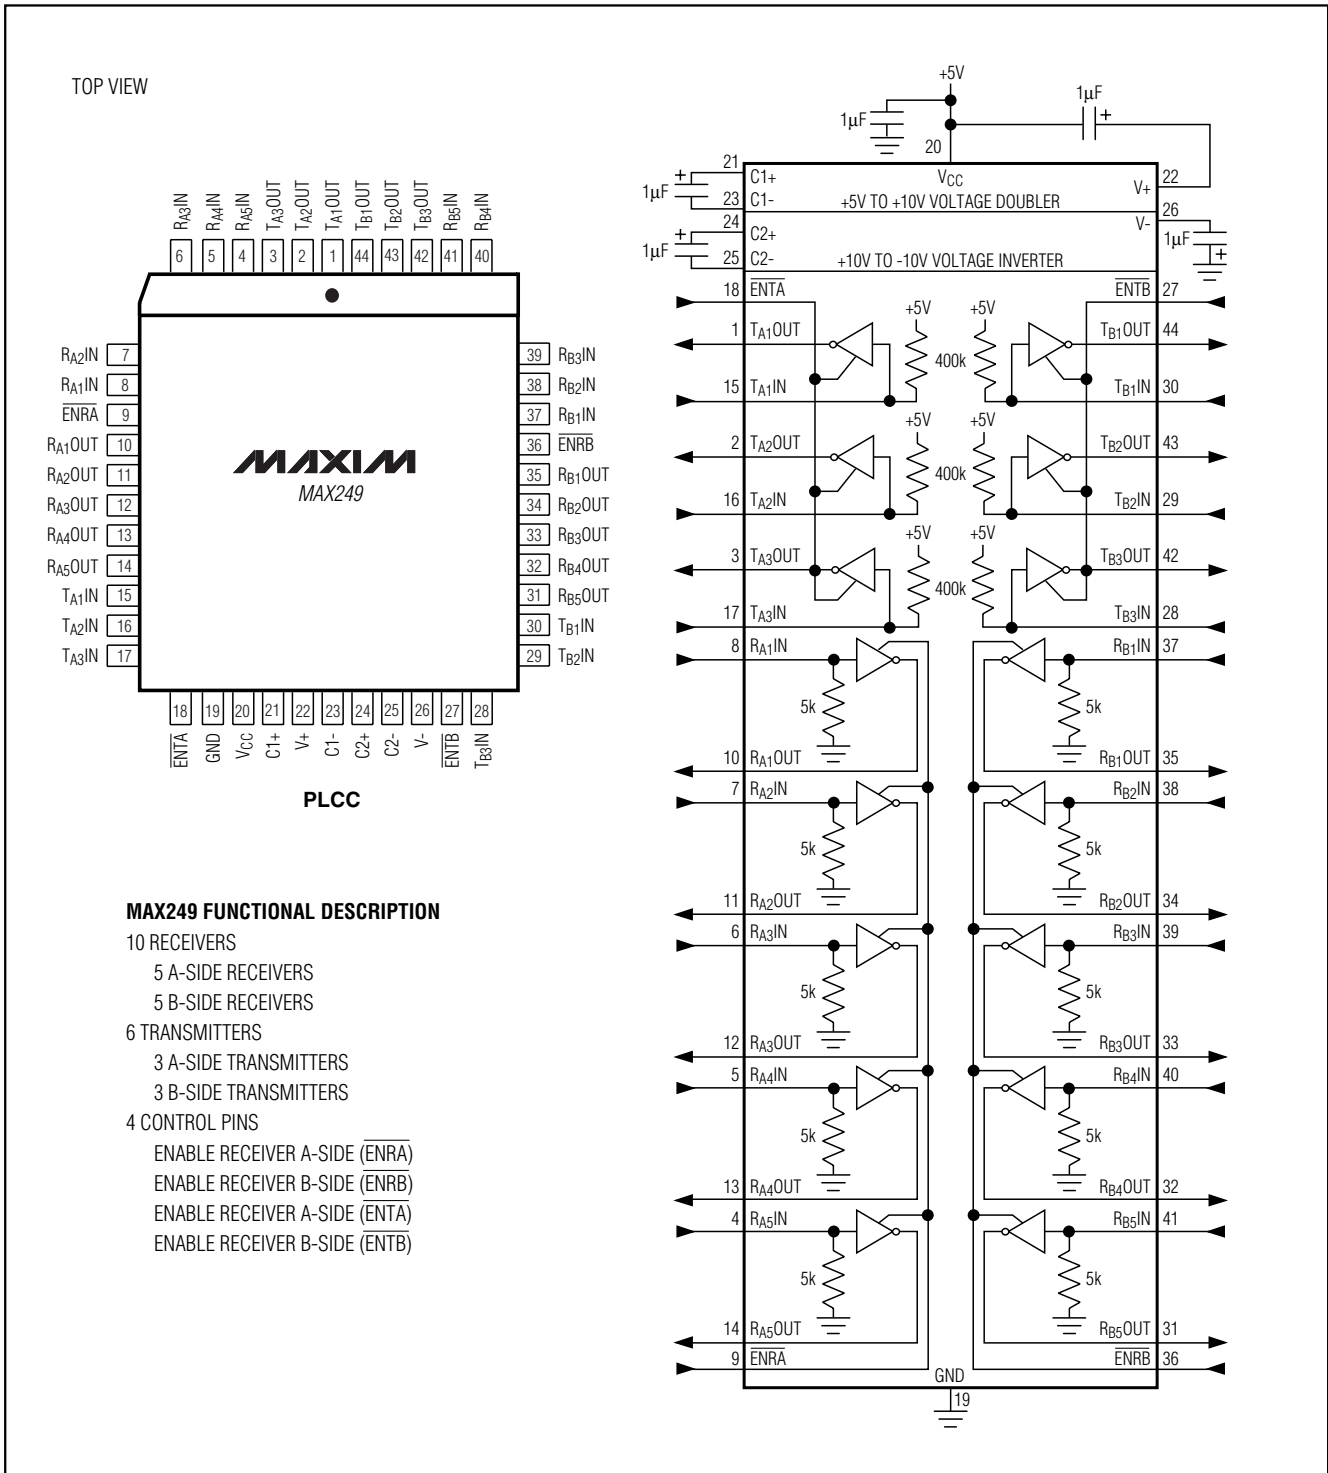 TOP VIEW
RA3IN RA4IN RA5IN TA3OUT TA2OUT TA1OUT TB1OUT TB2OUT TB3OUT RB5IN RB4IN
6 5 4 3 2 1 44 43 42 41 40
RA2IN 7
RA1IN 8
ENRA 9
RA1OUT 10
RA2OUT 11
RA3OUT 12
RA4OUT 13
RA5OUT 14
TA1IN 15
TA2IN 16
TA3IN 17
MAXIM
MAX249
39 RB3IN
38 RB2IN
37 RB1IN
36 ENRB
35 RB1OUT
34 RB2OUT
33 RB3OUT
32 RB4OUT
31 RB5OUT
30 TB1IN
29 TB2IN
18 19 20 21 22 23 24 25 26 27 28
ENTA GND VCC C1+ V+ C1- C2+ C2- V- ENTB TB3IN
PLCC
MAX249 FUNCTIONAL DESCRIPTION
10 RECEIVERS
5 A-SIDE RECEIVERS
5 B-SIDE RECEIVERS
6 TRANSMITTERS
3 A-SIDE TRANSMITTERS
3 B-SIDE TRANSMITTERS
4 CONTROL PINS
ENABLE RECEIVER A-SIDE (ENRA)
ENABLE RECEIVER B-SIDE (ENRB)
ENABLE RECEIVER A-SIDE (ENTA)
ENABLE RECEIVER B-SIDE (ENTB)
+5V
1µF
1µF +
20
21 C1+ VCC V+ 22
1µF +
23 C1- +5V TO +10V VOLTAGE DOUBLER
24 C2+ V- 26
1µF +
1µF +
25 C2- +10V TO -10V VOLTAGE INVERTER
18 ENTA ENTB 27
+5V +5V
1 TA1OUT TB1OUT 44
400k
15 TA1IN TB1IN 30
+5V
2 TA2OUT TB2OUT 43
400k
16 TA2IN TB2IN 29
+5V
3 TA3OUT TB3OUT 42
400k
17 TA3IN TB3IN 28
8 RA1IN RB1IN 37
5k 5k
10 RA1OUT RB1OUT 35
7 RA2IN RB2IN 38
5k 5k
11 RA2OUT RB2OUT 34
6 RA3IN RB3IN 39
5k 5k
12 RA3OUT RB3OUT 33
5 RA4IN RB4IN 40
5k 5k
13 RA4OUT RB4OUT 32
4 RA5IN RB5IN 41
5k 5k
14 RA5OUT RB5OUT 31
9 ENRA ENRB 36
GND
19